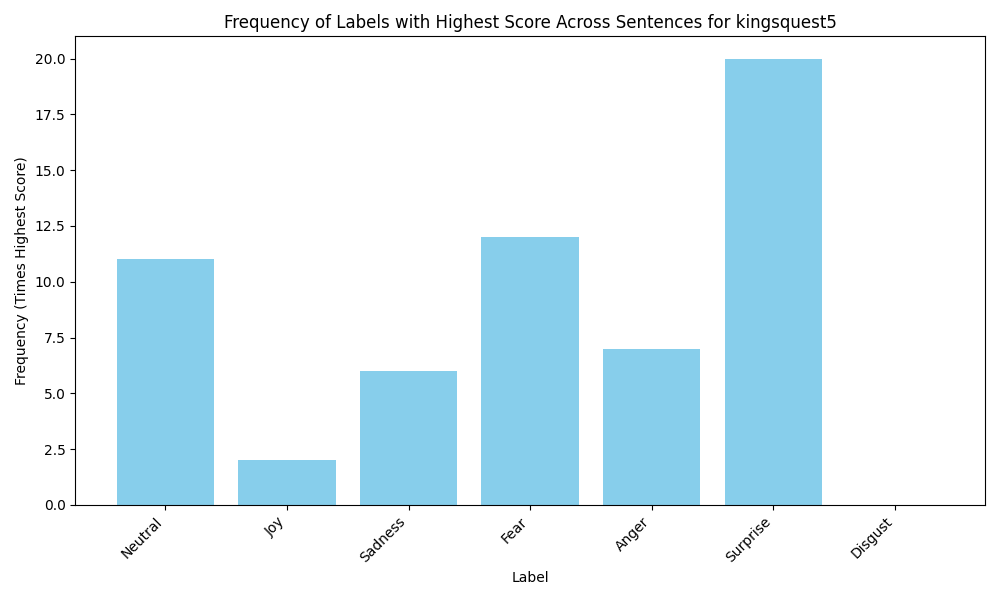 Frequency of Labels with Highest Score Across Sentences for kingsquest5
Frequency (Times Highest Score)
20.0
17.5
15.0
12.5
10.0
7.5
5.0
2.5
0.0
Neutral
Joy
Sadness
Fear
Anger
Surprise
Disgust
Label